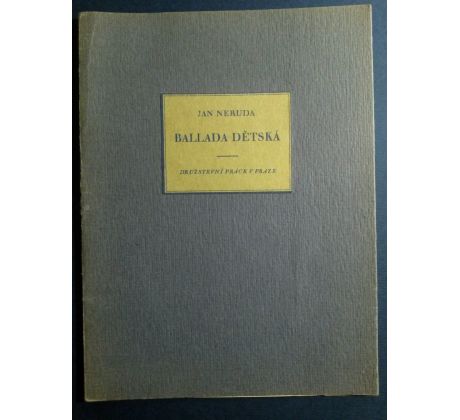 JAN NERUDA
BALLADA DĚTSKÁ
DRUŽSTEVNÍ PRÁCE V PRAZE